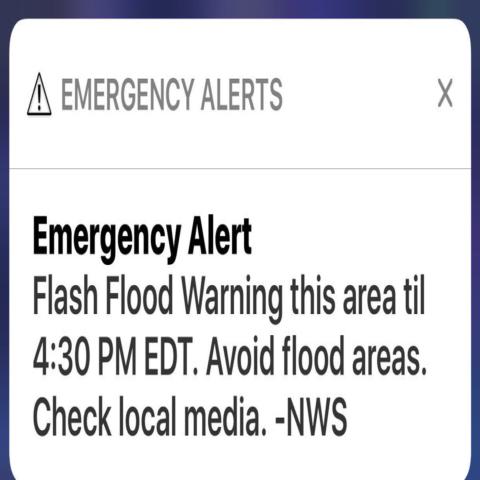 EMERGENCY ALERTS X
Emergency Alert
Flash Flood Warning this area til
4:30 PM EDT. Avoid flood areas.
Check local media. -NWS